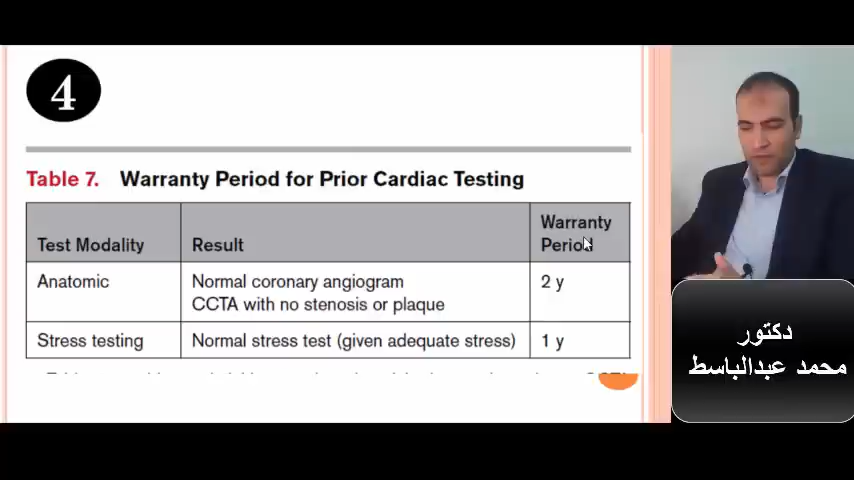 4
Table 7. Warranty Period for Prior Cardiac Testing
Test Modality Result Warranty Period
Anatomic Normal coronary angiogram 2 y
CCTA with no stenosis or plaque
Stress testing Normal stress test (given adequate stress) 1 y
دكتور
محمد عبدالباسط